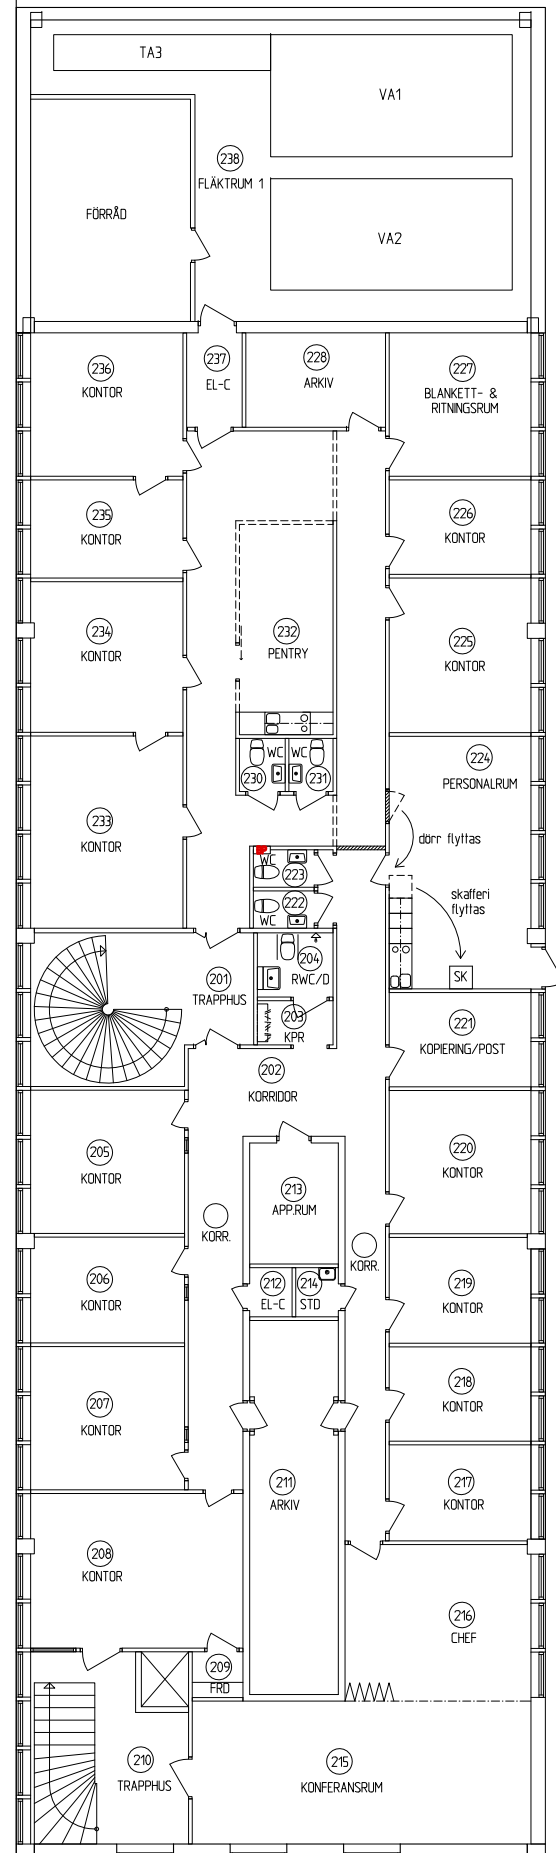 TA3
VA1
238
FLÄKTRUM 1
FÖRRÅD
VA2
236
KONTOR
237
EL-C
228
ARKIV
227
BLANKETT- &
RITNINGSRUM
235
KONTOR
226
KONTOR
234
KONTOR
232
PENTRY
225
KONTOR
WC
WC
230
231
224
PERSONALRUM
233
KONTOR
dörr flyttas
WC
223
222
WC
skafferi
flyttas
204
RWC/D
SK
201
TRAPPHUS
203
KPR
221
KOPIERING/POST
202
KORRIDOR
205
KONTOR
220
KONTOR
213
APP.RUM
KORR.
KORR.
206
KONTOR
212
EL-C
214
STD
219
KONTOR
207
KONTOR
218
KONTOR
211
ARKIV
217
KONTOR
208
KONTOR
216
CHEF
209
FRD
210
TRAPPHUS
215
KONFERANSRUM